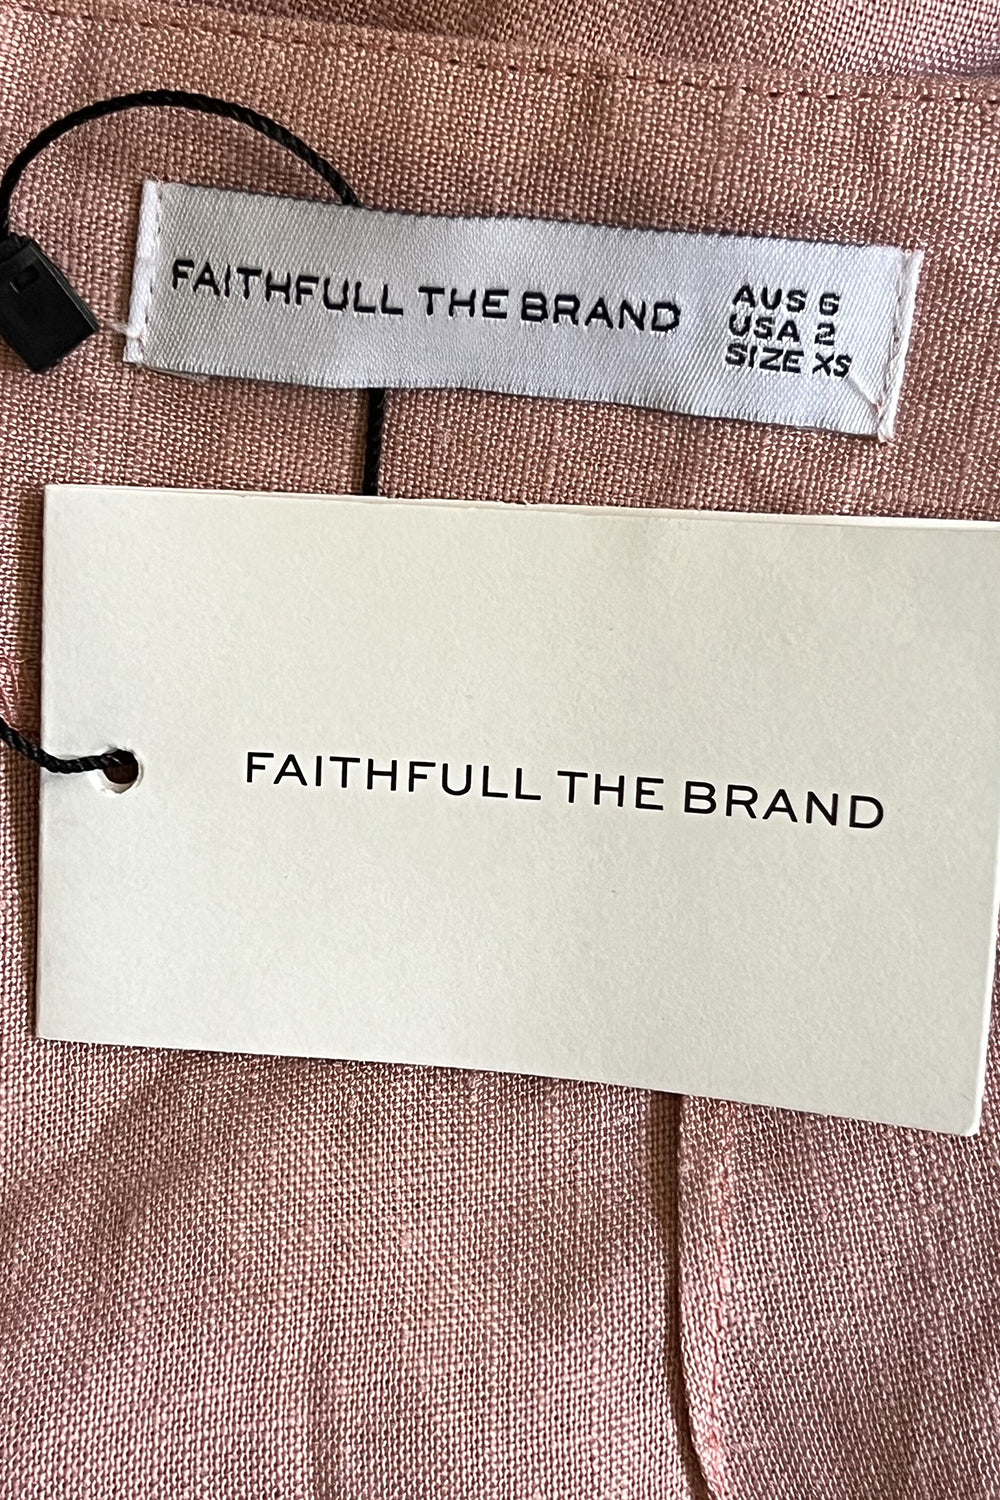 FAITHFULL THE BRAND
AUS 6
USA 2
SIZE XS
FAITHFULL THE BRAND